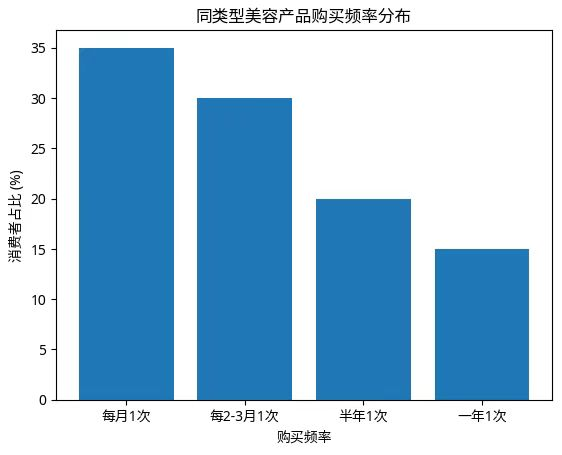 同类型美容产品购买频率分布
消费者占比 (%)
35
30
25
20
15
10
5
0
每月1次
每2-3月1次
半年1次
一年1次
购买频率